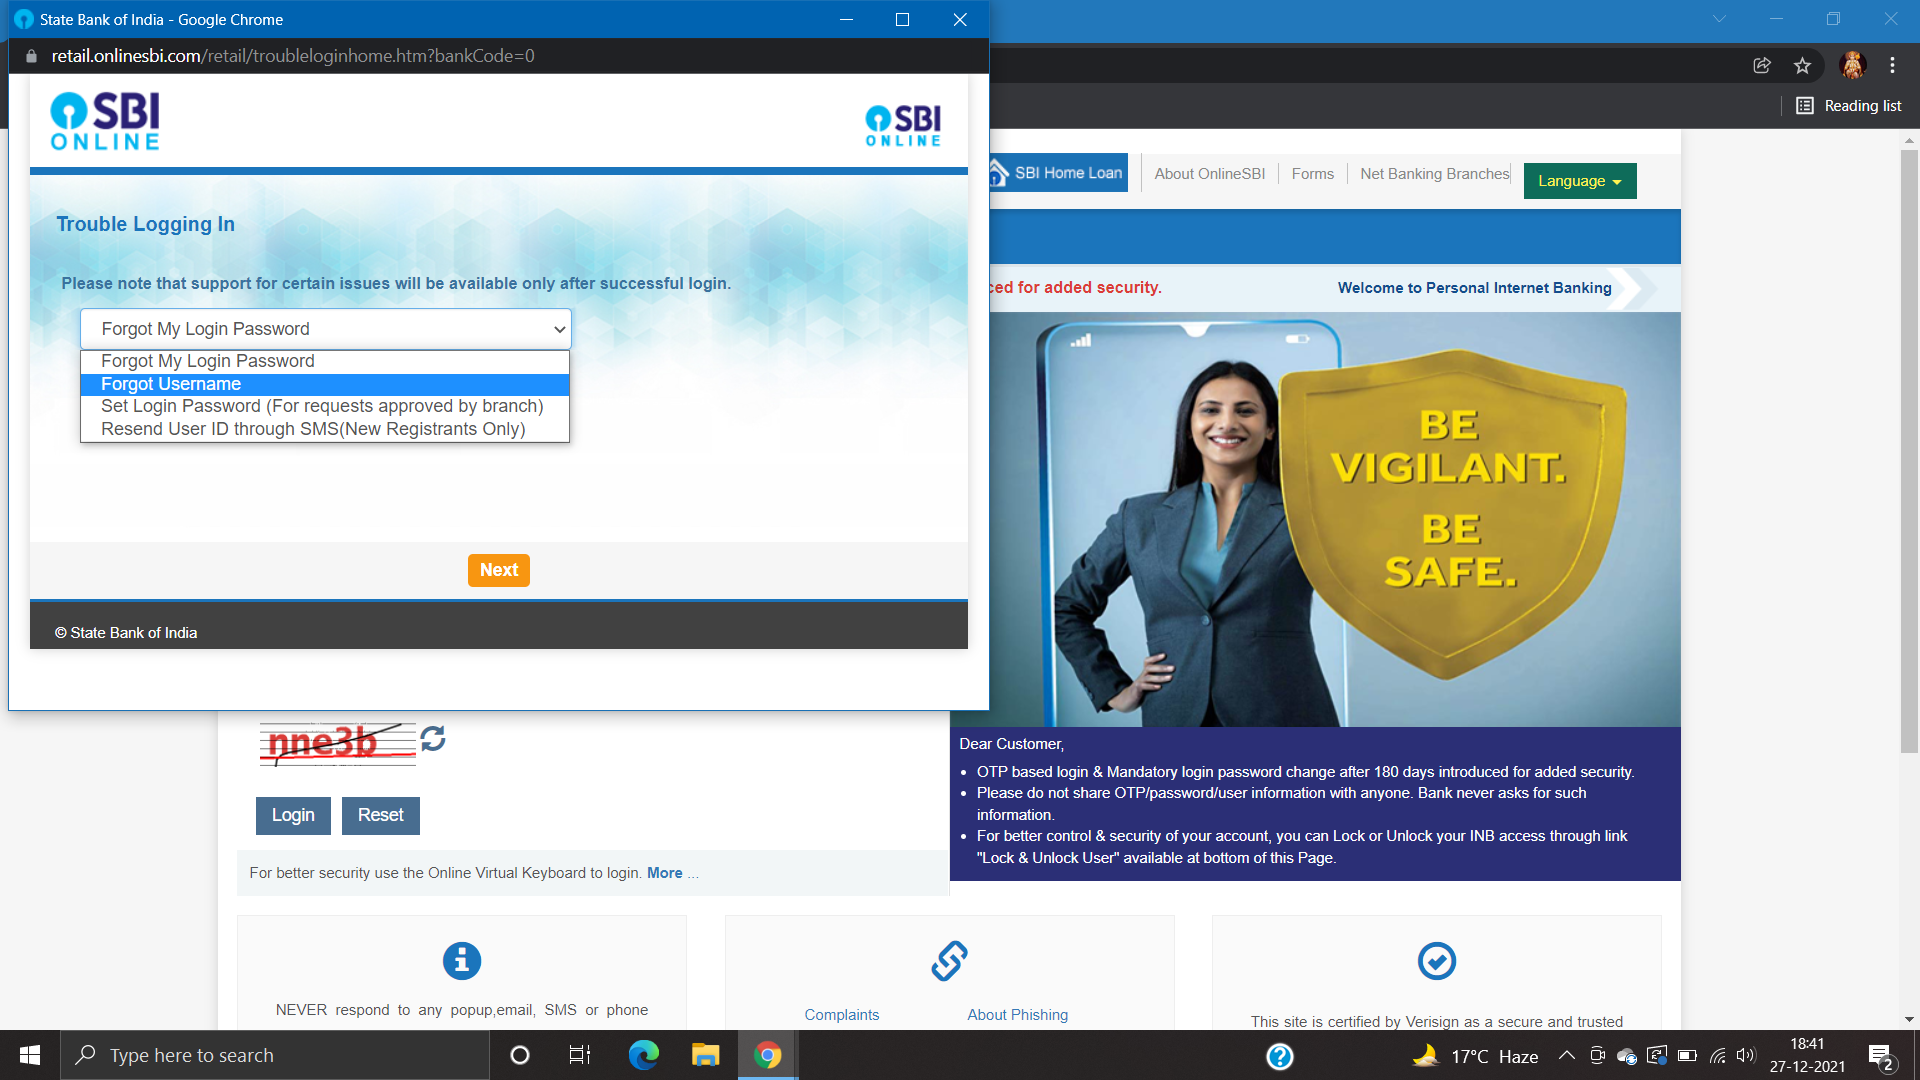 State Bank of India - Google Chrome
retail.onlinesbi.com/retail/troubleloginhome.htm?bankCode=0
SBI
ONLINE
SBI
ONLINE
Trouble Logging In
Please note that support for certain issues will be available only after successful login.
Forgot My Login Password
Forgot My Login Password
Forgot Username
Set Login Password (For requests approved by branch)
Resend User ID through SMS(New Registrants Only)
Next
© State Bank of India
Reading list
SBI Home Loan
About OnlineSBI
Forms
Net Banking Branches
Language
ced for added security.
Welcome to Personal Internet Banking
BE
VIGILANT.
BE
SAFE.
nne3b
Login
Reset
For better security use the Online Virtual Keyboard to login. More ...
Dear Customer,
OTP based login & Mandatory login password change after 180 days introduced for added security.
Please do not share OTP/password/user information with anyone. Bank never asks for such
information.
For better control & security of your account, you can Lock or Unlock your INB access through link
"Lock & Unlock User" available at bottom of this Page.
NEVER respond to any popup,email, SMS or phone
Complaints
About Phishing
This site is certified by Verisign as a secure and trusted
Type here to search
17°C Haze
18:41
27-12-2021
2